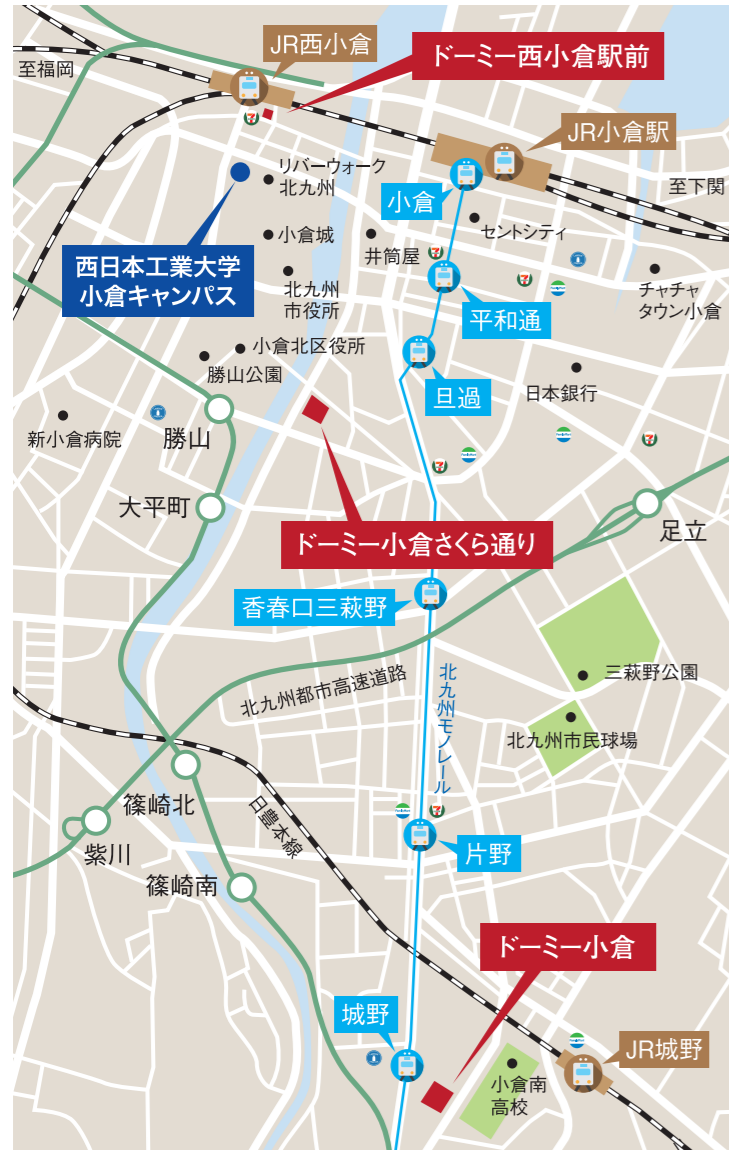 JR西小倉
ドーミー西小倉駅前
至福岡
JR小倉駅
リバーウォーク
北九州
小倉
至下関
セントシティ
小倉城
井筒屋
西日本工業大学
小倉キャンパス
北九州
市役所
平和通
チャチャ
タウン小倉
小倉北区役所
勝山公園
旦過
日本銀行
新小倉病院
勝山
大平町
ドーミー小倉さくら通り
足立
香春口三萩野
三萩野公園
北九州都市高速道路
北九州モノレール
北九州市民球場
篠崎北
日豊本線
紫川
片野
篠崎南
ドーミー小倉
城野
JR城野
小倉南
高校